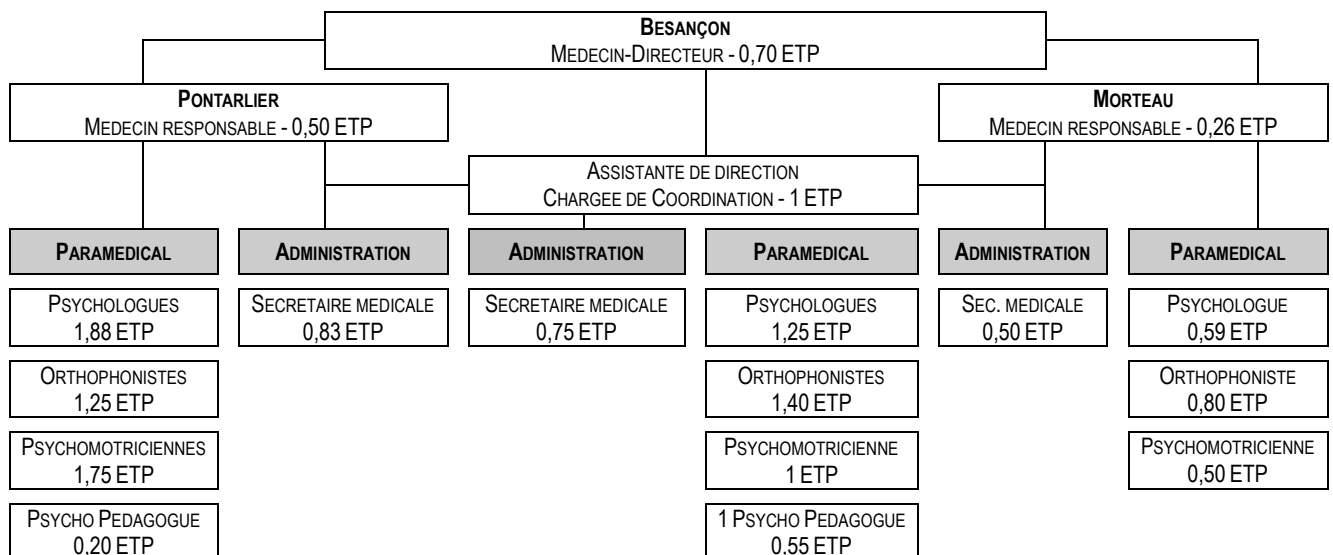 BESANÇON
MEDECIN-DIRECTEUR - 0,70 ETP
PONTARLIER
MEDECIN RESPONSABLE - 0,50 ETP
MORTEAU
MEDECIN RESPONSABLE - 0,26 ETP
ASSISTANTE DE DIRECTION
CHARGEE DE COORDINATION - 1 ETP
PARAMEDICAL
ADMINISTRATION
ADMINISTRATION
PARAMEDICAL
ADMINISTRATION
PARAMEDICAL
PSYCHOLOGUES
1,88 ETP
SECRETAIRE MEDICALE
0,83 ETP
SECRETAIRE MEDICALE
0,75 ETP
PSYCHOLOGUES
1,25 ETP
SEC. MEDICALE
0,50 ETP
PSYCHOLOGUE
0,59 ETP
ORTHOPHONISTES
1,25 ETP
ORTHOPHONISTES
1,40 ETP
ORTHOPHONISTE
0,80 ETP
PSYCHOMOTRICIENNES
1,75 ETP
PSYCHOMOTRICIENNE
1 ETP
PSYCHOMOTRICIENNE
0,50 ETP
PSYCHO PEDAGOGUE
0,20 ETP
1 PSYCHO PEDAGOGUE
0,55 ETP